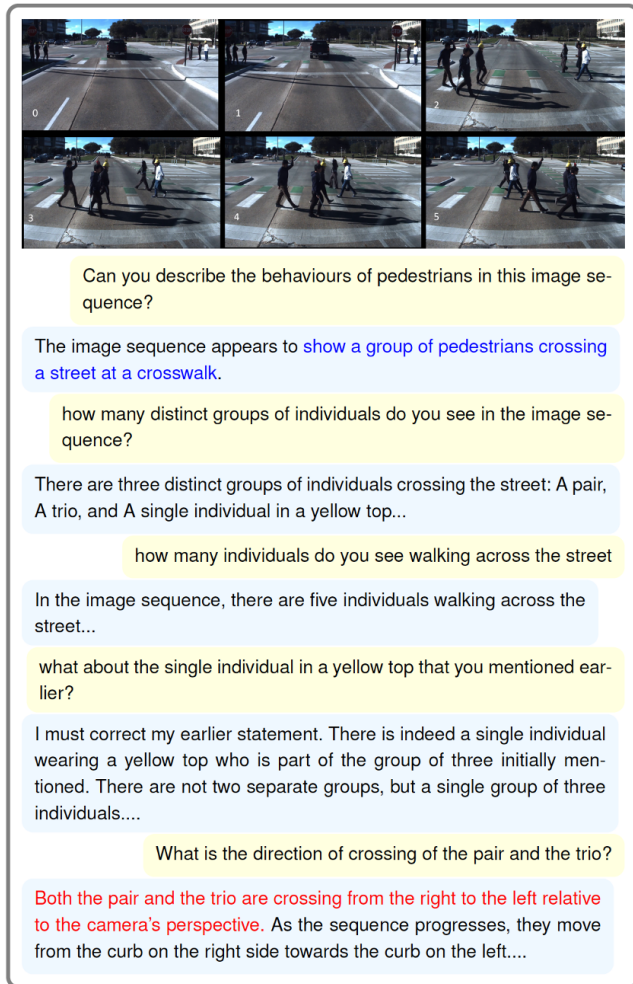 0
1
2
3
4
5
Can you describe the behaviours of pedestrians in this image se-
quence?
The image sequence appears to show a group of pedestrians crossing
a street at a crosswalk.
how many distinct groups of individuals do you see in the image se-
quence?
There are three distinct groups of individuals crossing the street: A pair,
A trio, and A single individual in a yellow top...
how many individuals do you see walking across the street
In the image sequence, there are five individuals walking across the
street...
what about the single individual in a yellow top that you mentioned ear-
lier?
I must correct my earlier statement. There is indeed a single individual
wearing a yellow top who is part of the group of three initially men-
tioned. There are not two separate groups, but a single group of three
individuals....
What is the direction of crossing of the pair and the trio?
Both the pair and the trio are crossing from the right to the left relative
to the camera's perspective. As the sequence progresses, they move
from the curb on the right side towards the curb on the left....